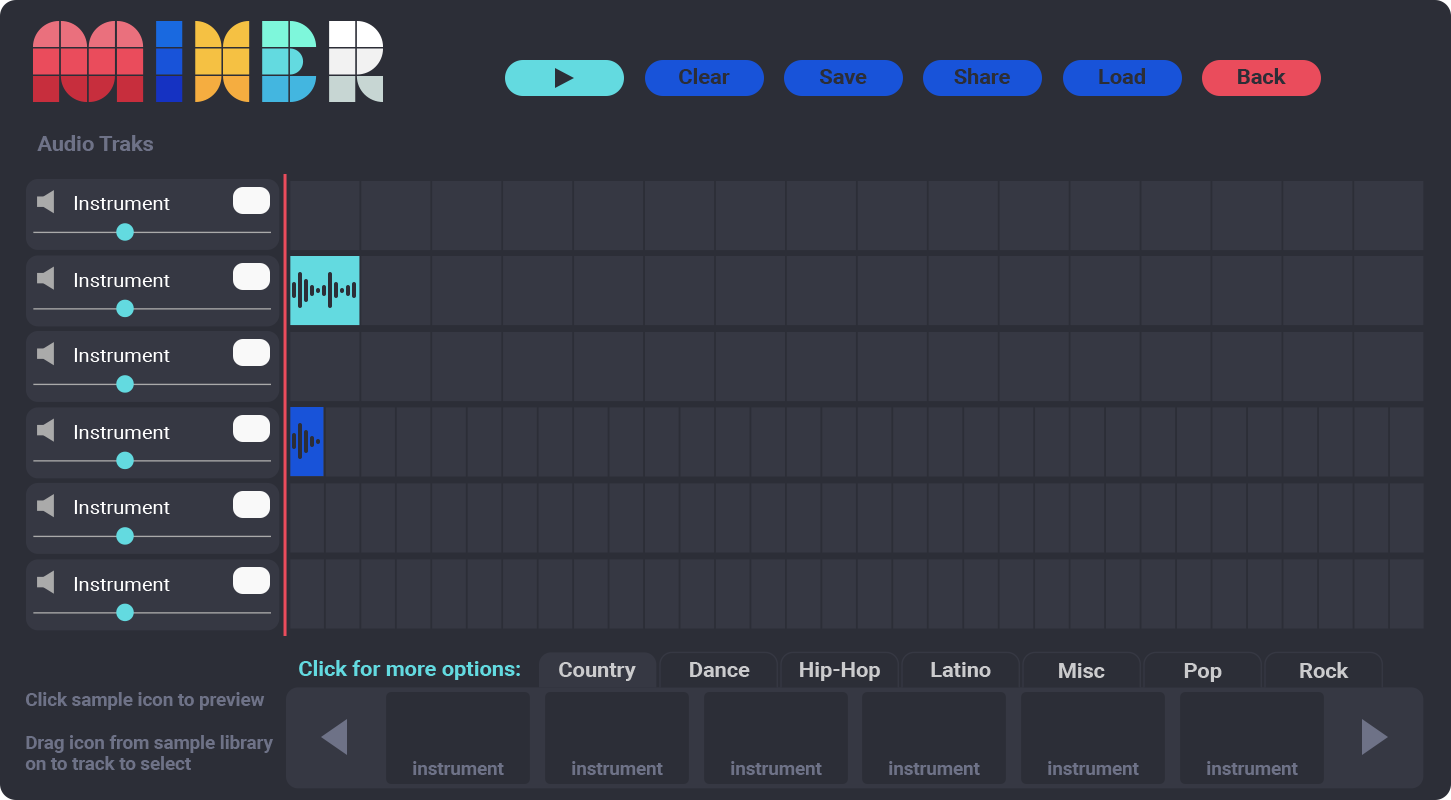 MIXER
Clear
Save
Share
Load
Back
Audio Traks
Instrument
Instrument
Instrument
Instrument
Instrument
Instrument
Click for more options:
Country
Dance
Hip-Hop
Latino
Misc
Pop
Rock
Click sample icon to preview
Drag icon from sample library
on to track to select
instrument
instrument
instrument
instrument
instrument
instrument